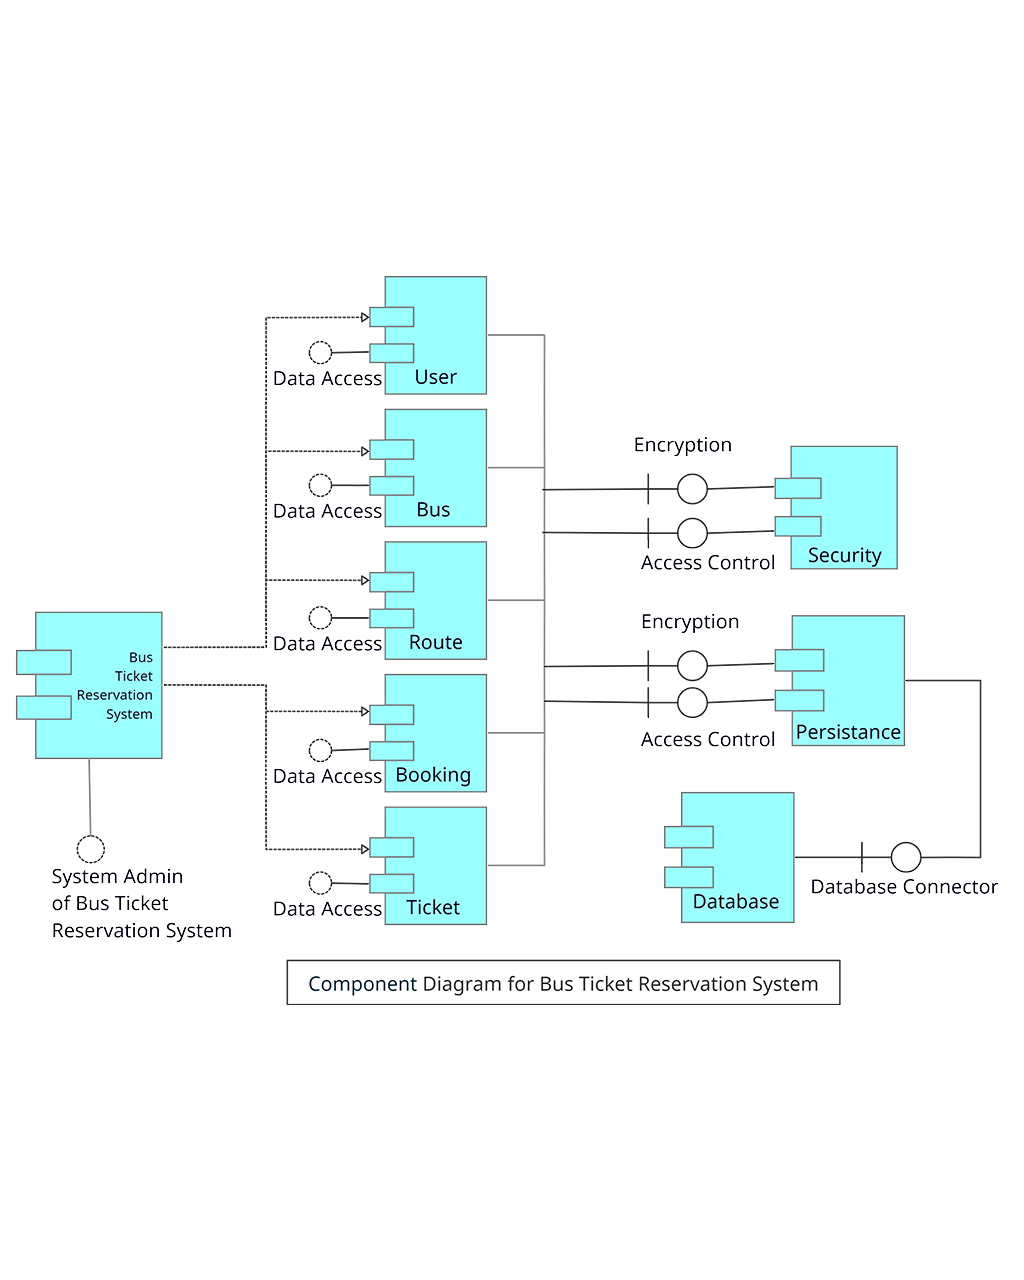 User
Data Access
Bus
Data Access
Route
Data Access
Booking
Data Access
Ticket
Data Access
Bus
Ticket
Reservation
System
System Admin
of Bus Ticket
Reservation System
Encryption
Access Control
Security
Encryption
Access Control
Persistance
Database
Database Connector
Component Diagram for Bus Ticket Reservation System